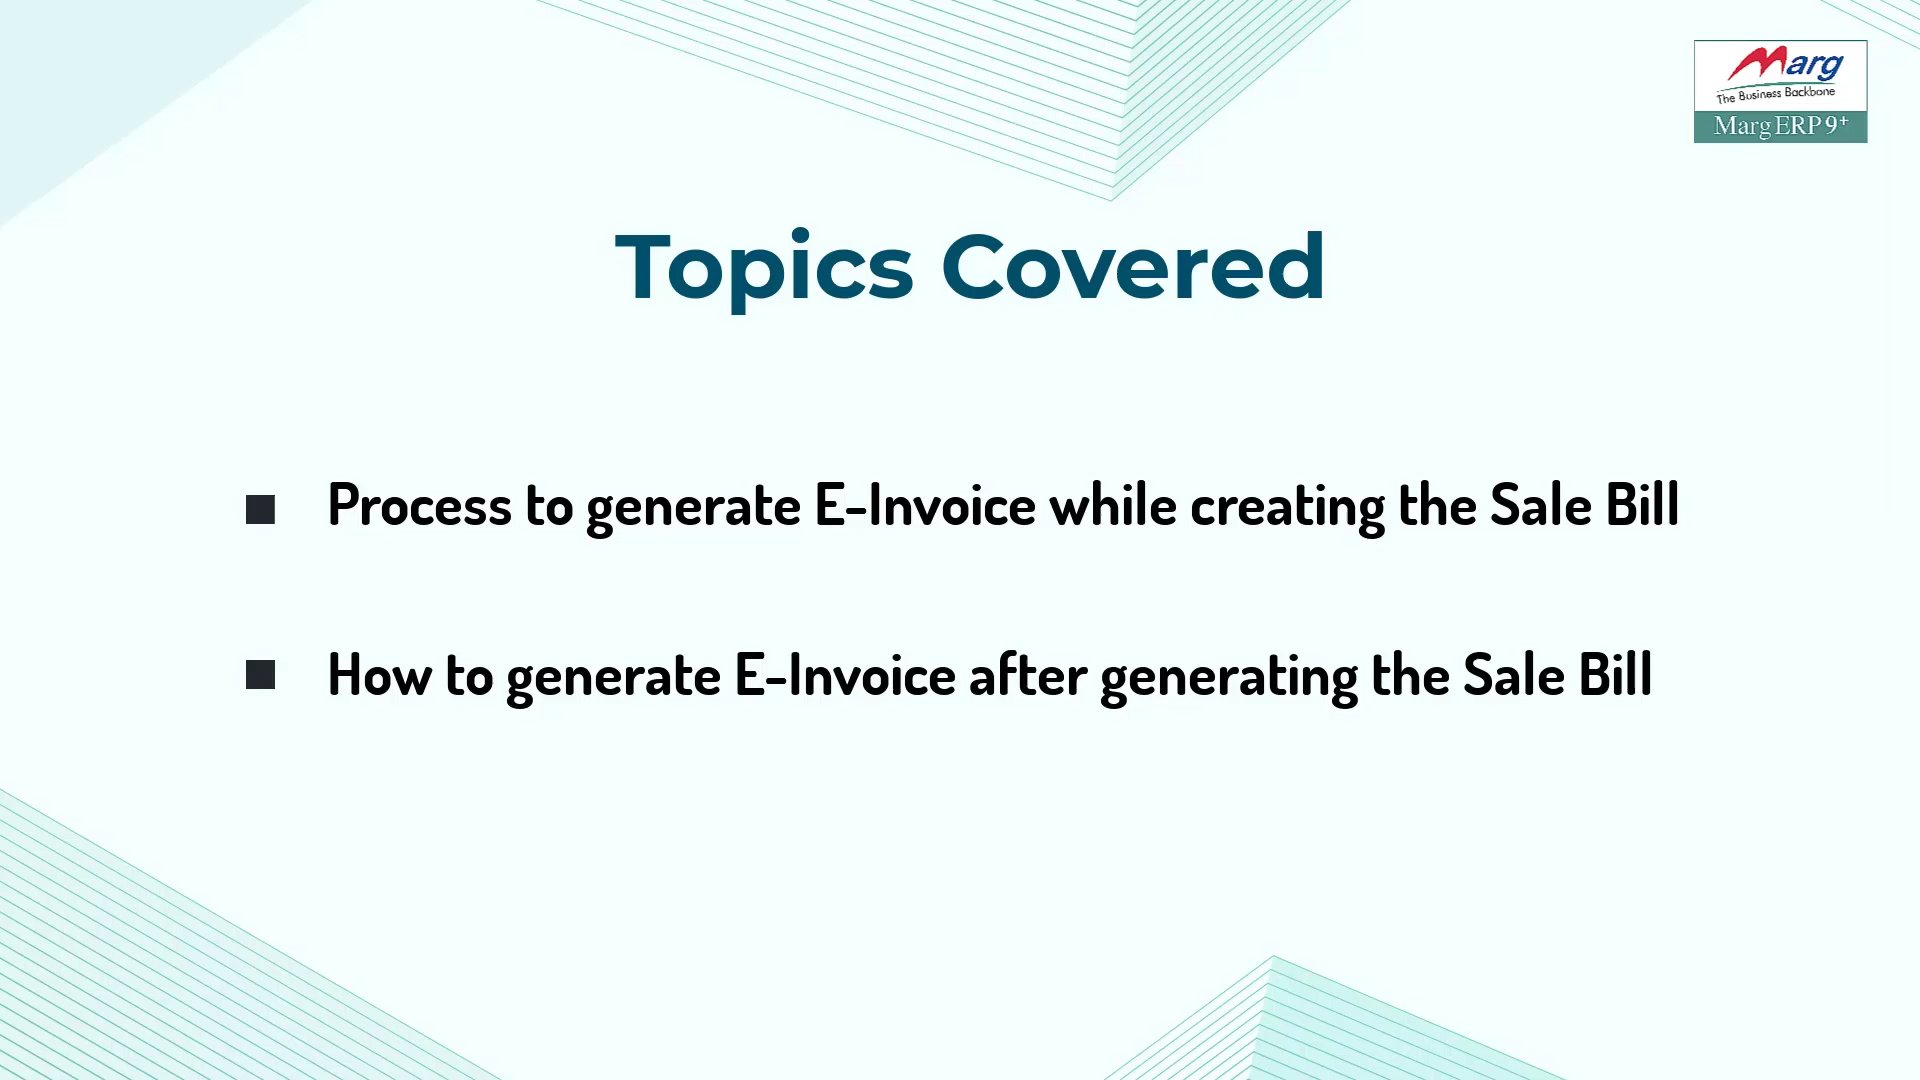 Marg
The Business Backbone
Marg ERP 9+
Topics Covered
■ Process to generate E-Invoice while creating the Sale Bill
■ How to generate E-Invoice after generating the Sale Bill